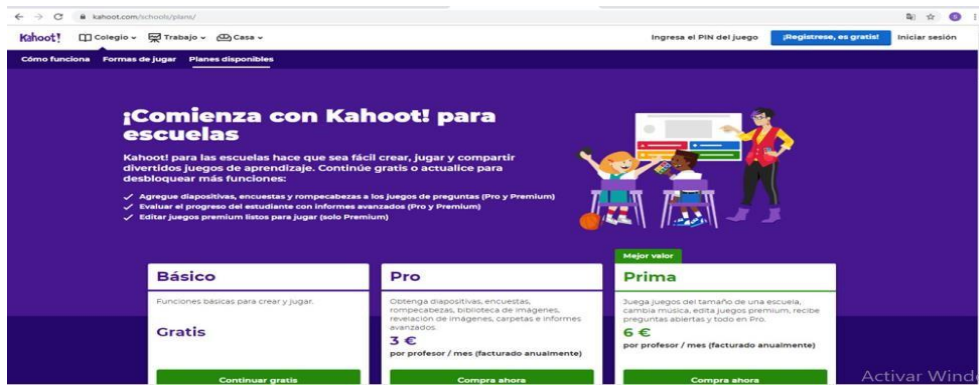 kahoot.com/schools/plans/
Kahoot! Colegio Trabajo Casa Ingresa el PIN del juego ¡Regístrese, es gratis! Iniciar sesión
Cómo funciona Formas de jugar Planes disponibles
¡Comienza con Kahoot! para
escuelas
Kahoot! para las escuelas hace que sea fácil crear, jugar y compartir
divertidos juegos de aprendizaje. Continúe gratis o actualice para
desbloquear más funciones:
Agregue diapositivas, encuestas y rompecabezas a los juegos de preguntas (Pro y Premium)
Evaluar el progreso del estudiante con informes avanzados (Pro y Premium)
Editar juegos premium listos para jugar (solo Premium)
Básico
Funciones básicas para crear y jugar.
Gratis
Continuar gratis
Pro
Obtenga diapositivas, encuestas,
rompecabezas, biblioteca de imágenes,
revelación de imágenes, carpetas e informes
avanzados.
3 €
por profesor / mes (facturado anualmente)
Compra ahora
Mejor valor
Prima
Juega juegos del tamaño de una escuela,
cambia música, edita juegos premium, recibe
preguntas abiertas y todo en Pro.
6 €
por profesor / mes (facturado anualmente)
Compra ahora
Activar Wind